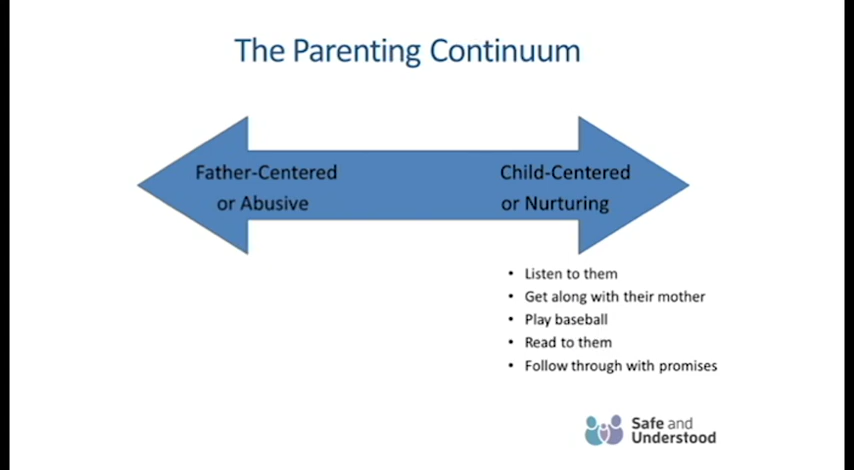 The Parenting Continuum
Father-Centered
or Abusive
Child-Centered
or Nurturing
• Listen to them
• Get along with their mother
• Play baseball
• Read to them
• Follow through with promises
Safe and
Understood